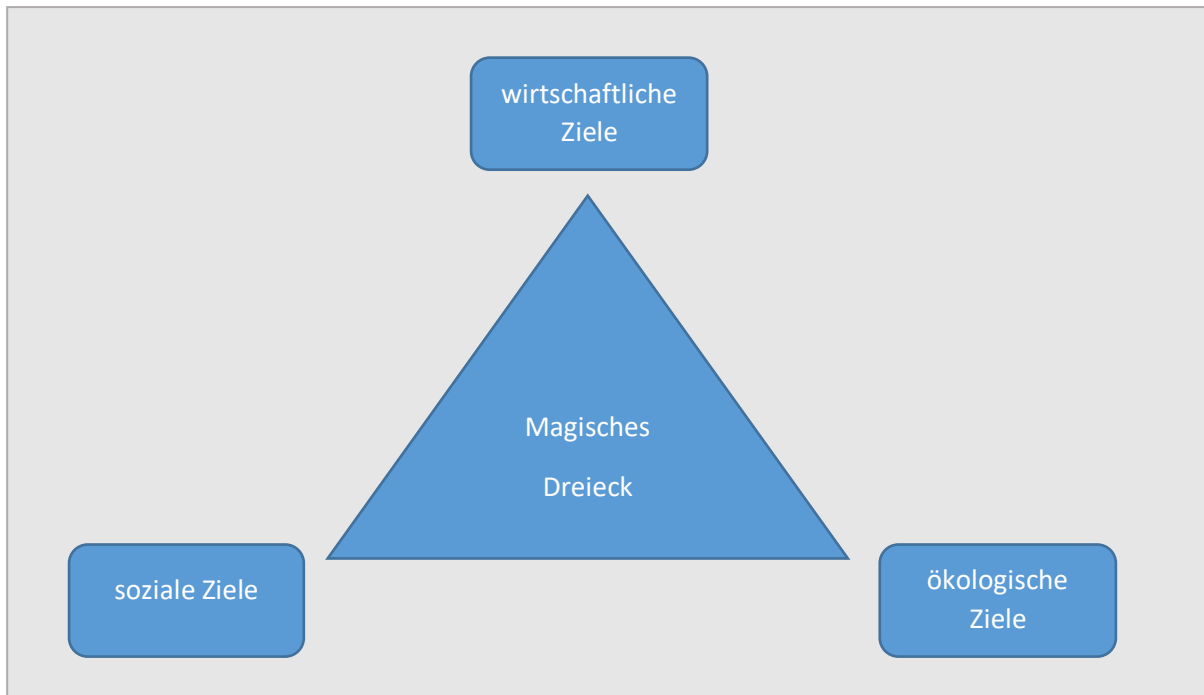 wirtschaftliche
Ziele
Magisches
Dreieck
soziale Ziele
ökologische
Ziele